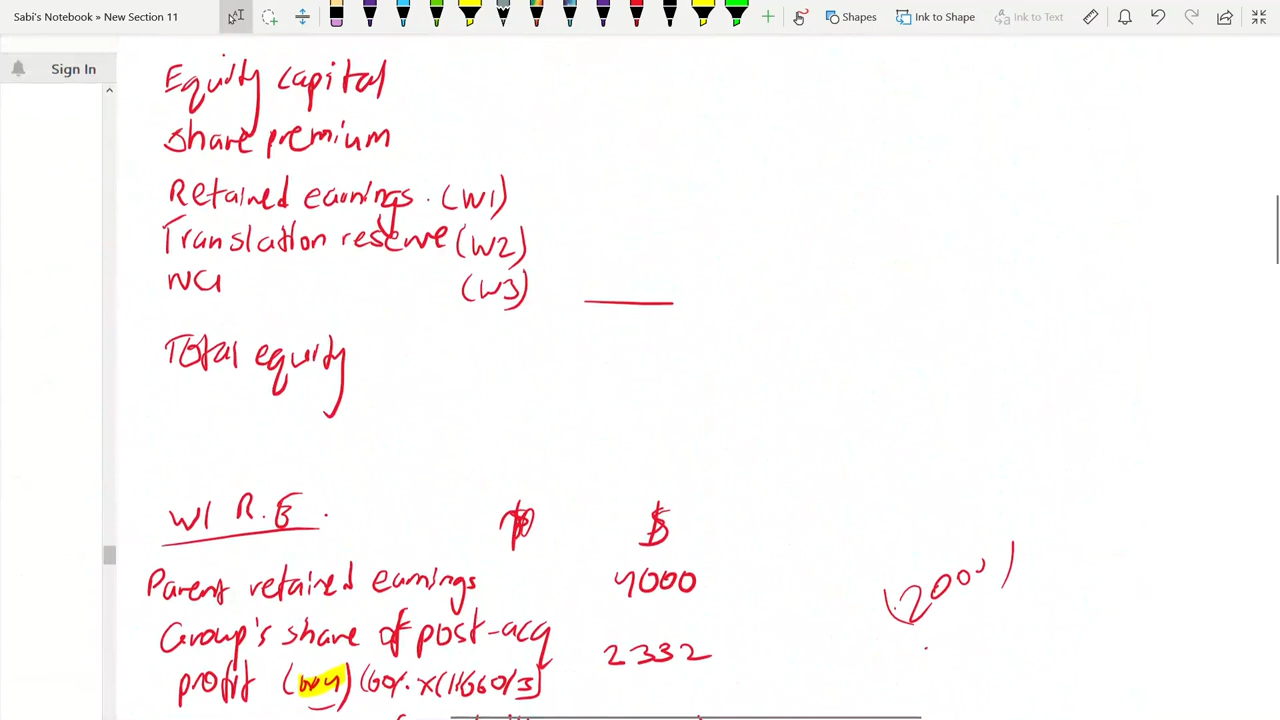 Sabi's Notebook » New Section 11
Shapes
Ink to Shape
Ink to Text
Sign In
Equity capital
Share premium
Retained earnings. (W1)
Translation reserve (W2)
NCI (W3)
Total equity
W1 R.E.
$
Parent retained earnings 4000
(2000)
Group's share of post-acq
profit (W4) (60% x (11660/3) 2332